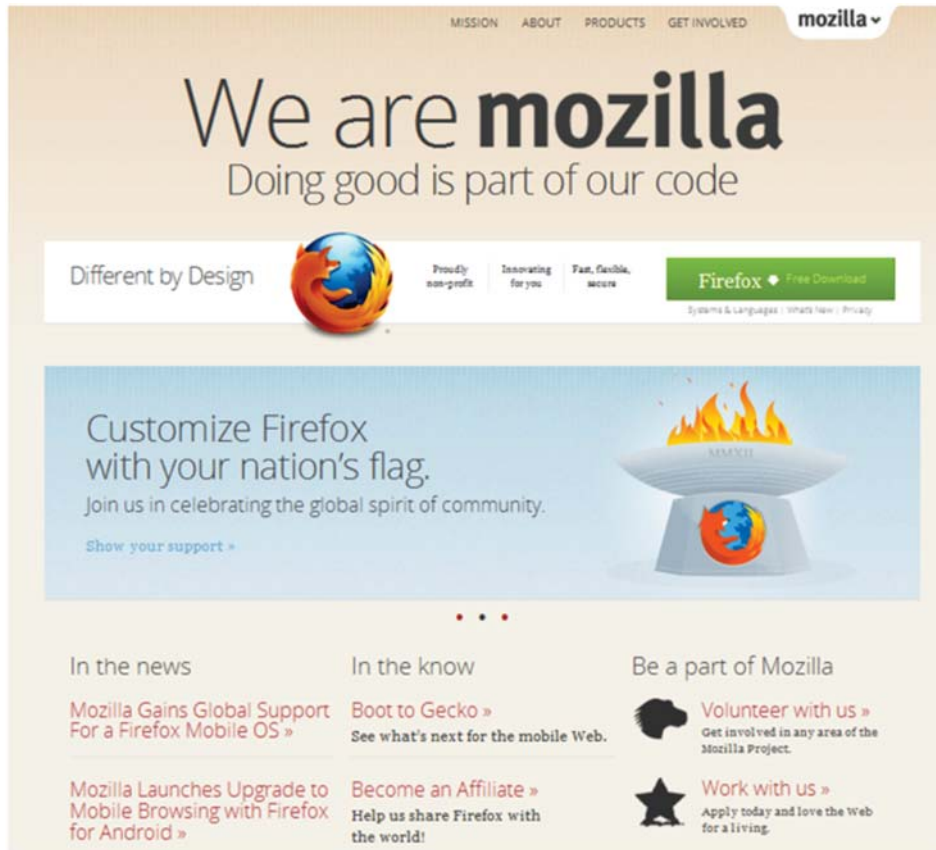 MISSION ABOUT PRODUCTS GET INVOLVED mozilla
We are mozilla
Doing good is part of our code
Different by Design
Proudly
non-profit
Innovating
for you
Fast, flexible,
secure
Firefox Free Download
Systems & Languages | What's New | Privacy
MMXII
Customize Firefox
with your nation's flag.
Join us in celebrating the global spirit of community.
Show your support »
In the news
Mozilla Gains Global Support
For a Firefox Mobile OS »
Mozilla Launches Upgrade to
Mobile Browsing with Firefox
for Android »
In the know
Boot to Gecko »
See what's next for the mobile Web.
Become an Affiliate »
Help us share Firefox with
the world!
Be a part of Mozilla
Volunteer with us »
Get involved in any area of the
Mozilla Project.
Work with us »
Apply today and love the Web
for a living.